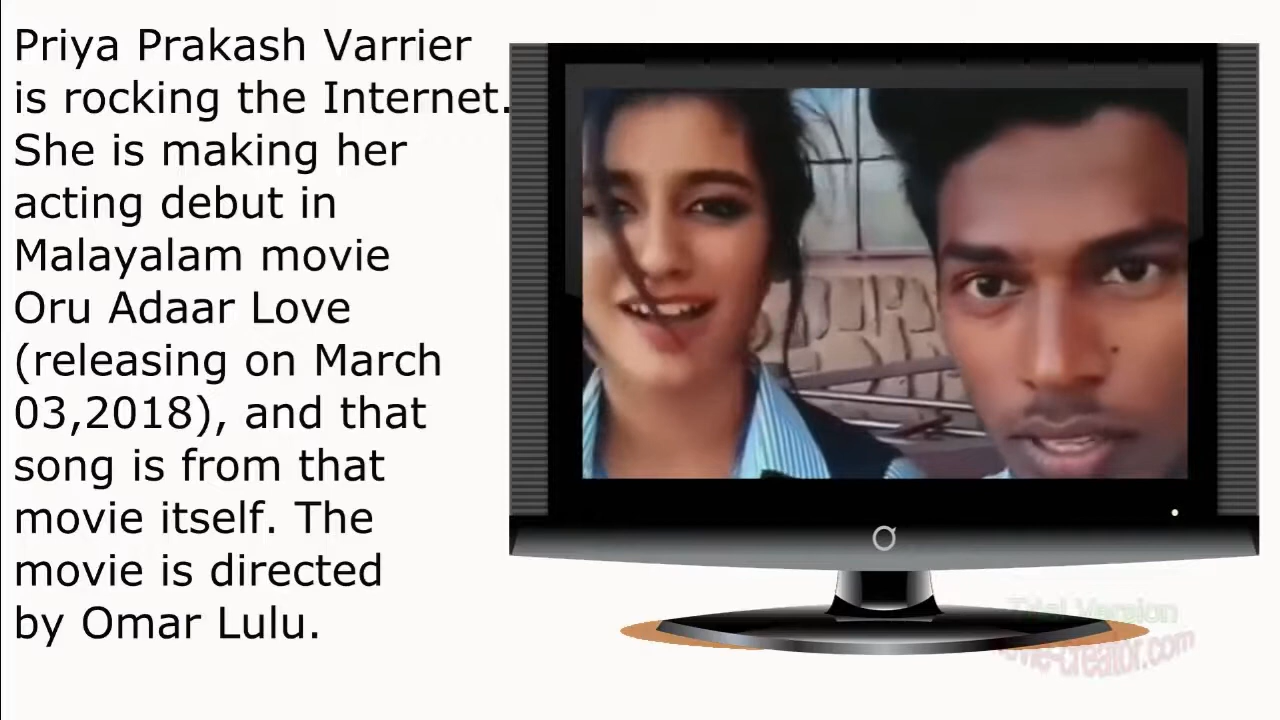 Priya Prakash Varrier
is rocking the Internet.
She is making her
acting debut in
Malayalam movie
Oru Adaar Love
(releasing on March
03,2018), and that
song is from that
movie itself. The
movie is directed
by Omar Lulu.
Trial Version